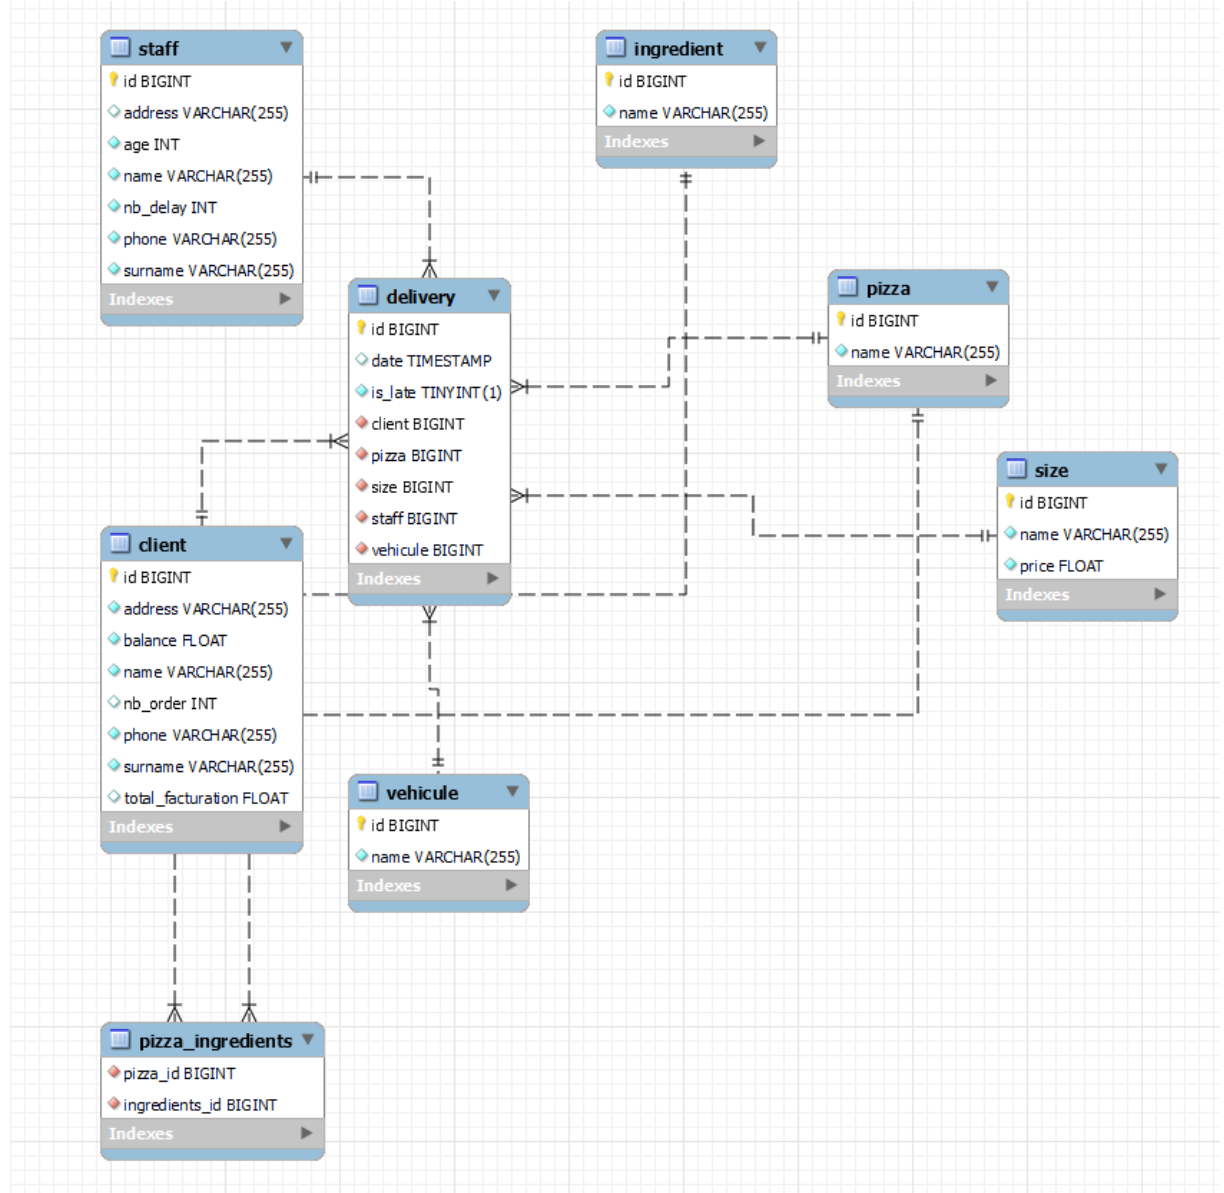 staff
id BIGINT
address VARCHAR(255)
age INT
name VARCHAR(255)
nb_delay INT
phone VARCHAR(255)
surname VARCHAR(255)
Indexes
ingredient
id BIGINT
name VARCHAR(255)
Indexes
delivery
id BIGINT
date TIMESTAMP
is_late TINYINT(1)
client BIGINT
pizza BIGINT
size BIGINT
staff BIGINT
vehicule BIGINT
Indexes
pizza
id BIGINT
name VARCHAR(255)
Indexes
size
id BIGINT
name VARCHAR(255)
price FLOAT
Indexes
client
id BIGINT
address VARCHAR(255)
balance FLOAT
name VARCHAR(255)
nb_order INT
phone VARCHAR(255)
surname VARCHAR(255)
total_facturation FLOAT
Indexes
vehicule
id BIGINT
name VARCHAR(255)
Indexes
pizza_ingredients
pizza_id BIGINT
ingredients_id BIGINT
Indexes